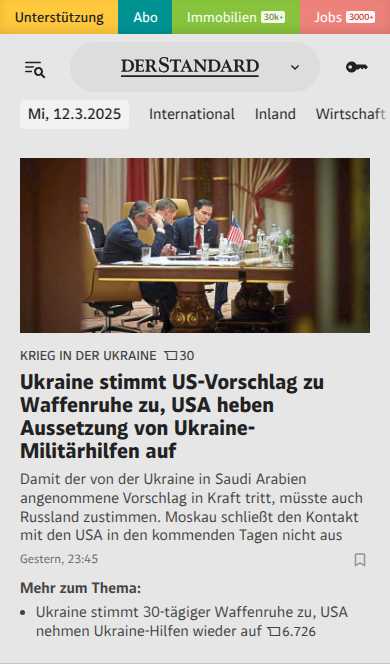 Unterstützung Abo Immobilien 30k+ Jobs 3000+
DERSTANDARD
Mi, 12.3.2025 International Inland Wirtschaft
KRIEG IN DER UKRAINE 30
Ukraine stimmt US-Vorschlag zu
Waffenruhe zu, USA heben
Aussetzung von Ukraine-
Militärhilfen auf
Damit der von der Ukraine in Saudi Arabien
angenommene Vorschlag in Kraft tritt, müsste auch
Russland zustimmen. Moskau schließt den Kontakt
mit den USA in den kommenden Tagen nicht aus
Gestern, 23:45
Mehr zum Thema:
• Ukraine stimmt 30-tägiger Waffenruhe zu, USA
nehmen Ukraine-Hilfen wieder auf 6.726